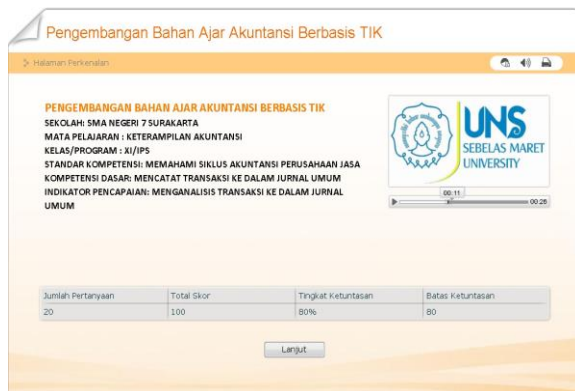 Pengembangan Bahan Ajar Akuntansi Berbasis TIK
Halaman Perkenalan
PENGEMBANGAN BAHAN AJAR AKUNTANSI BERBASIS TIK
SEKOLAH: SMA NEGERI 7 SURAKARTA
MATA PELAJARAN : KETERAMPILAN AKUNTANSI
KELAS/PROGRAM : XI/IPS
STANDAR KOMPETENSI: MEMAHAMI SIKLUS AKUNTANSI PERUSAHAAN JASA
KOMPETENSI DASAR: MENCATAT TRANSAKSI KE DALAM JURNAL UMUM
INDIKATOR PENCAPAIAN: MENGANALISIS TRANSAKSI KE DALAM JURNAL
UMUM
UNS
SEBELAS MARET
UNIVERSITY
00:11
00:28
Jumlah Pertanyaan Total Skor Tingkat Ketuntasan Batas Ketuntasan
20 100 80% 80
Lanjut